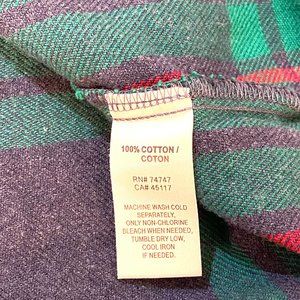 100% COTTON /
COTON
RN# 74747
CA# 45117
MACHINE WASH COLD
SEPARATELY,
ONLY NON-CHLORINE
BLEACH WHEN NEEDED,
TUMBLE DRY LOW,
COOL IRON
IF NEEDED.